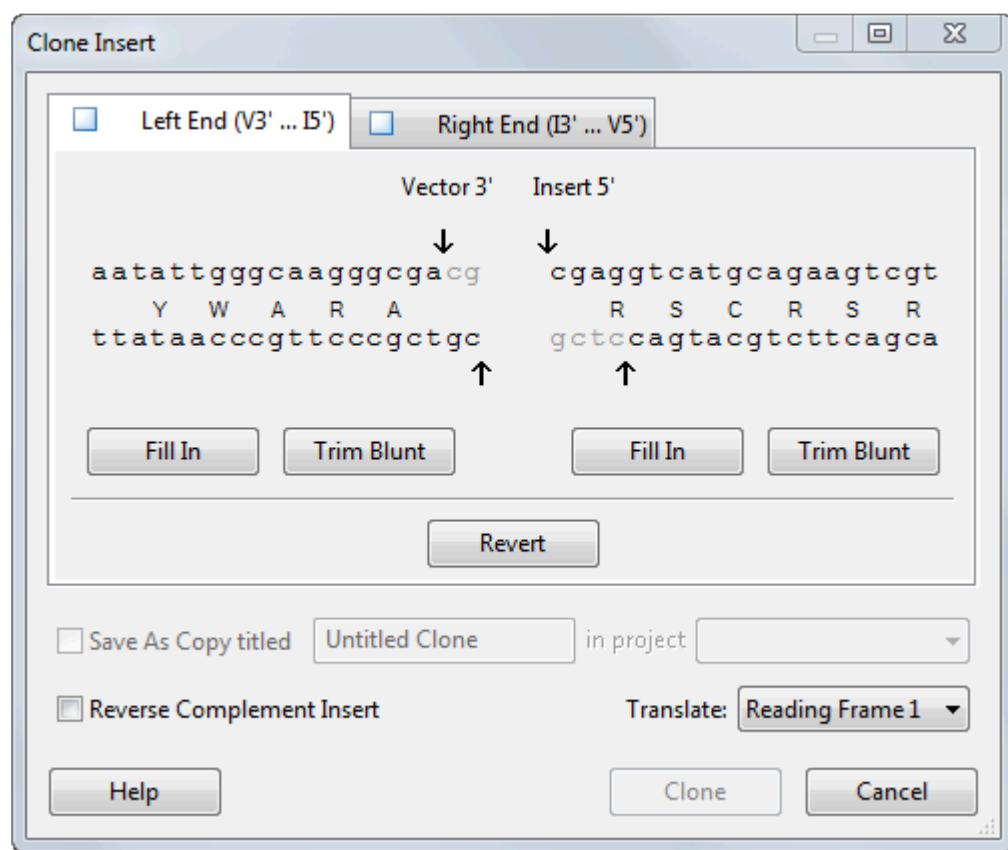 Clone Insert
Left End (V3' ... I5')
Right End (I3' ... V5')
Vector 3' Insert 5'
aatattgggcaagggcgacg cgaggtcatgcagaagtcgt
Y W A R A R S C R S R
ttataacccgttcccgctgc gctccagtacgtcttcagca
Fill In Trim Blunt Fill In Trim Blunt
Revert
Save As Copy titled Untitled Clone in project
Reverse Complement Insert Translate: Reading Frame 1
Help Clone Cancel